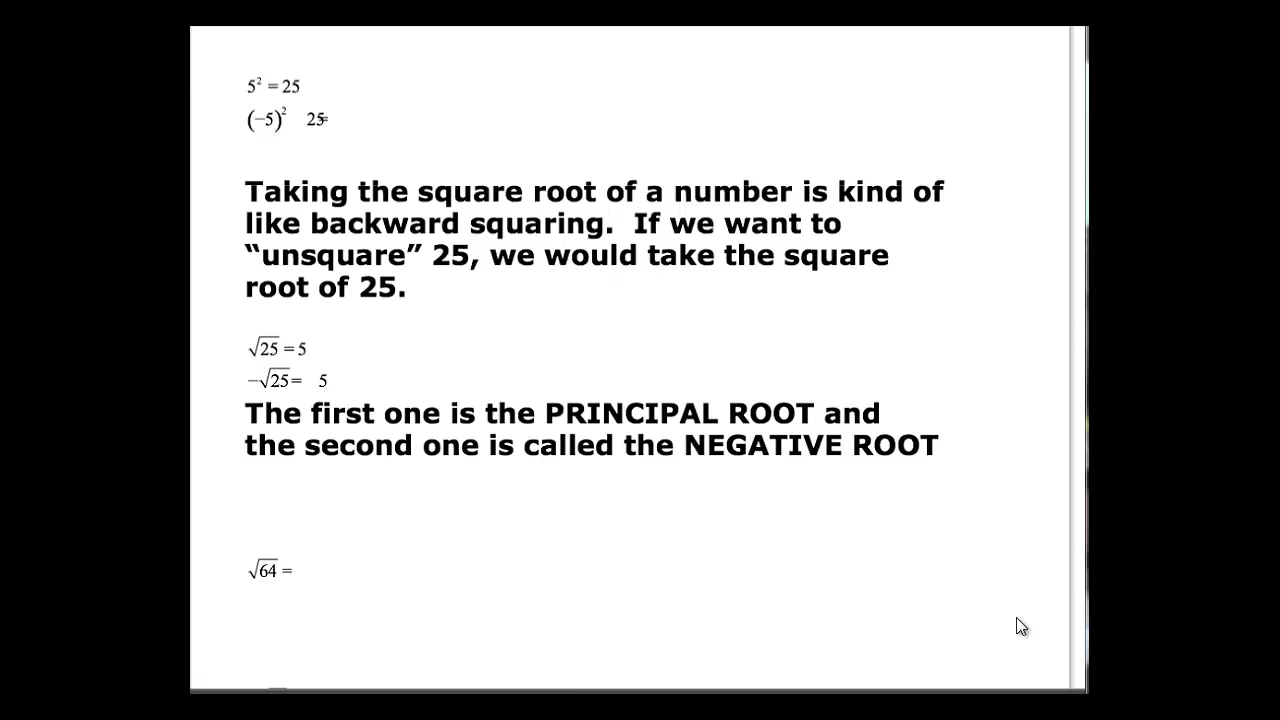 5² = 25
(−5)² 25=
Taking the square root of a number is kind of
like backward squaring. If we want to
“unsquare” 25, we would take the square
root of 25.
√25 = 5
−√25 = 5
The first one is the PRINCIPAL ROOT and
the second one is called the NEGATIVE ROOT
√64 =